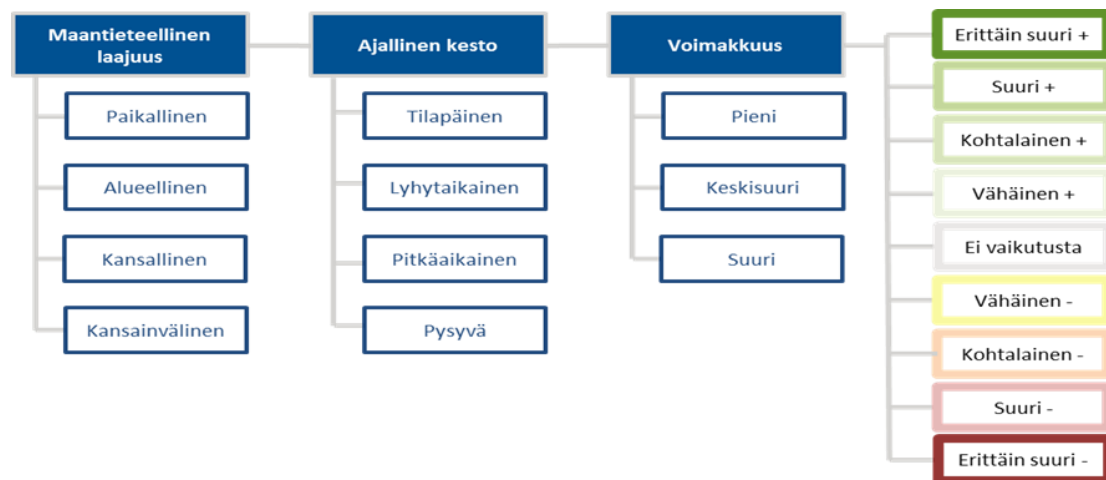 Maantieteellinen
laajuus
Paikallinen
Alueellinen
Kansallinen
Kansainvälinen
Ajallinen kesto
Tilapäinen
Lyhytaikainen
Pitkäaikainen
Pysyvä
Voimakkuus
Pieni
Keskisuuri
Suuri
Erittäin suuri +
Suuri +
Kohtalainen +
Vähäinen +
Ei vaikutusta
Vähäinen -
Kohtalainen -
Suuri -
Erittäin suuri -